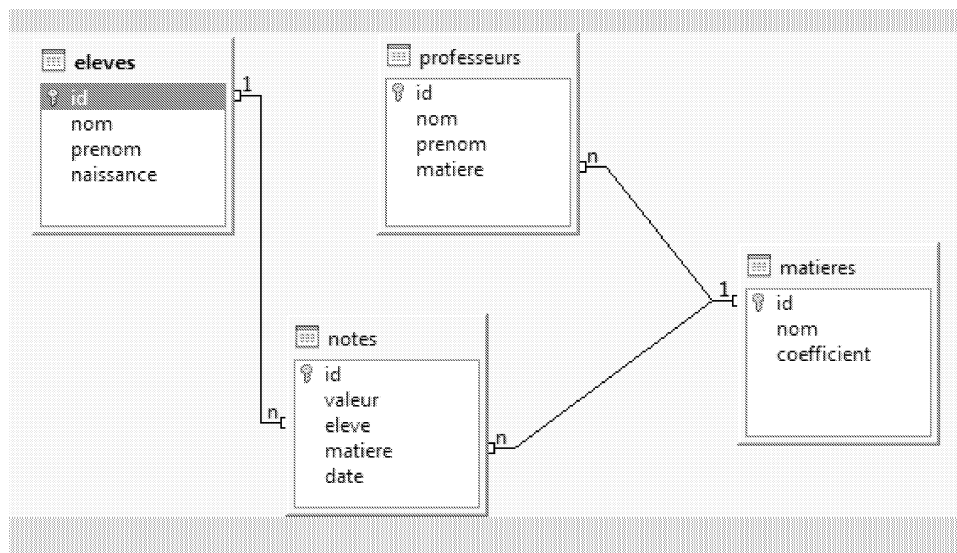 eleves
id
nom
prenom
naissance
1
professeurs
id
nom
prenom
matiere
n
matieres
id
nom
coefficient
1
notes
id
valeur
eleve
matiere
date
n
n